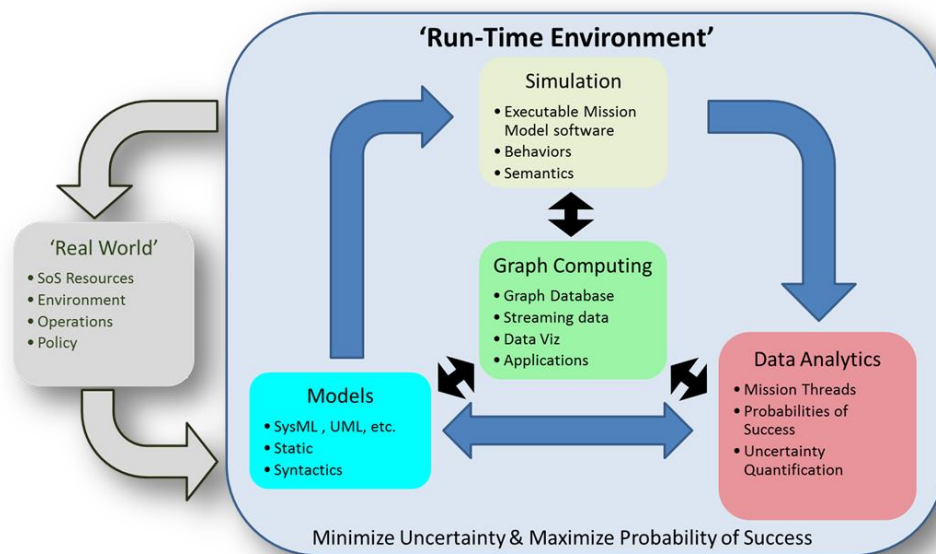 'Run-Time Environment'
Simulation
• Executable Mission
Model software
• Behaviors
• Semantics
'Real World'
• SoS Resources
• Environment
• Operations
• Policy
Graph Computing
• Graph Database
• Streaming data
• Data Viz
• Applications
Models
• SysML , UML, etc.
• Static
• Syntactics
Data Analytics
• Mission Threads
• Probabilities of
Success
• Uncertainty
Quantification
Minimize Uncertainty & Maximize Probability of Success